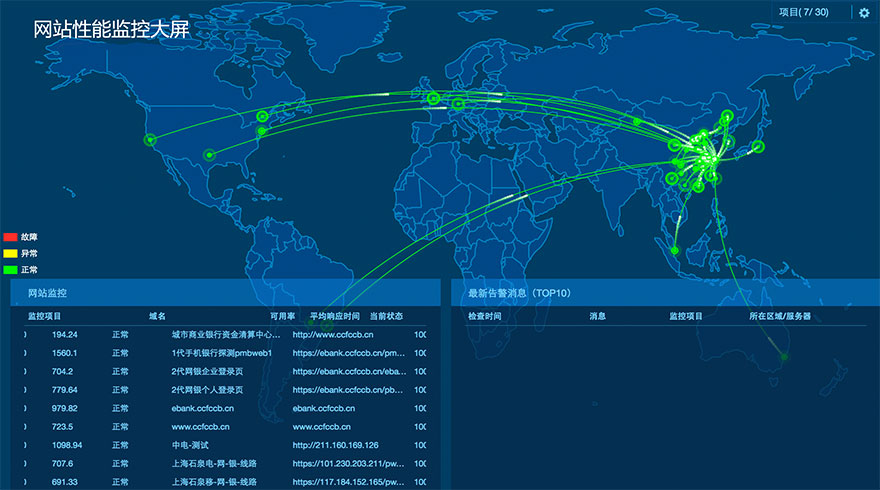 项目( 7/ 30)
网站性能监控大屏
故障
异常
正常
网站监控
监控项目 域名 可用率 平均响应时间 当前状态
) 194.24 正常 城市商业银行资金清算中心... http://www.ccfccb.cn 100
) 1560.1 正常 1代手机银行探测pmbweb1 https://ebank.ccfccb.cn/pm... 100
) 704.2 正常 2代网银企业登录页 https://ebank.ccfccb.cn/eba... 100
) 779.64 正常 2代网银个人登录页 https://ebank.ccfccb.cn/pb... 100
) 979.82 正常 ebank.ccfccb.cn ebank.ccfccb.cn 100
) 723.5 正常 www.ccfccb.cn www.ccfccb.cn 100
) 1098.94 正常 中电-测试 http://211.160.169.126 100
) 707.6 正常 上海石泉电-网-银-线路 https://101.230.203.211/pw... 100
) 691.33 正常 上海石泉移-网-银-线路 https://117.184.152.165/pw... 100
最新告警消息（TOP10）
检查时间 消息 监控项目 所在区域/服务器